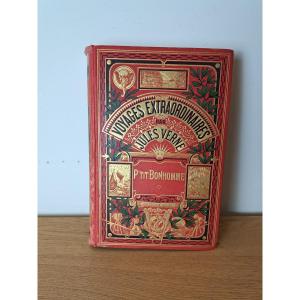 VOYAGES EXTRAORDINAIRES
PAR
JULES VERNE
P'TIT BONHOMME